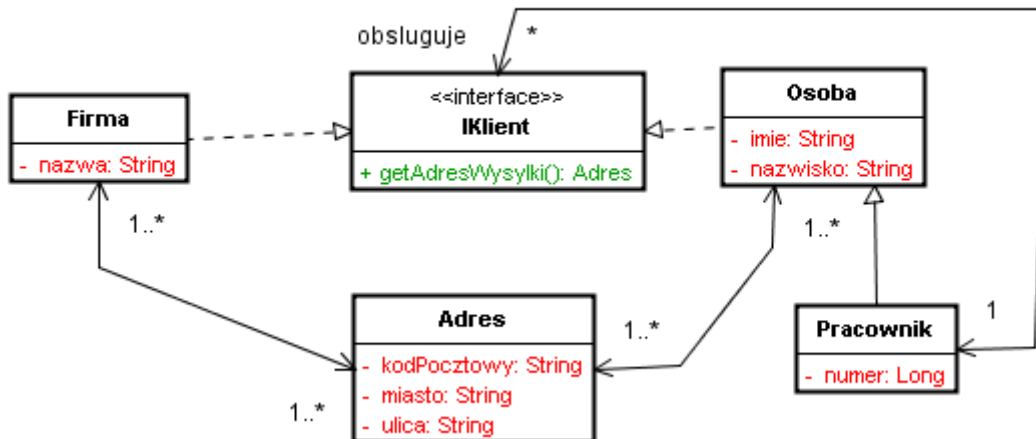 obsluguje
*
<<interface>>
IKlient
+ getAdresWysylki(): Adres
Firma
- nazwa: String
Osoba
- imie: String
- nazwisko: String
1..*
1..*
Adres
- kodPocztowy: String
- miasto: String
- ulica: String
1..*
1..*
Pracownik
- numer: Long
1